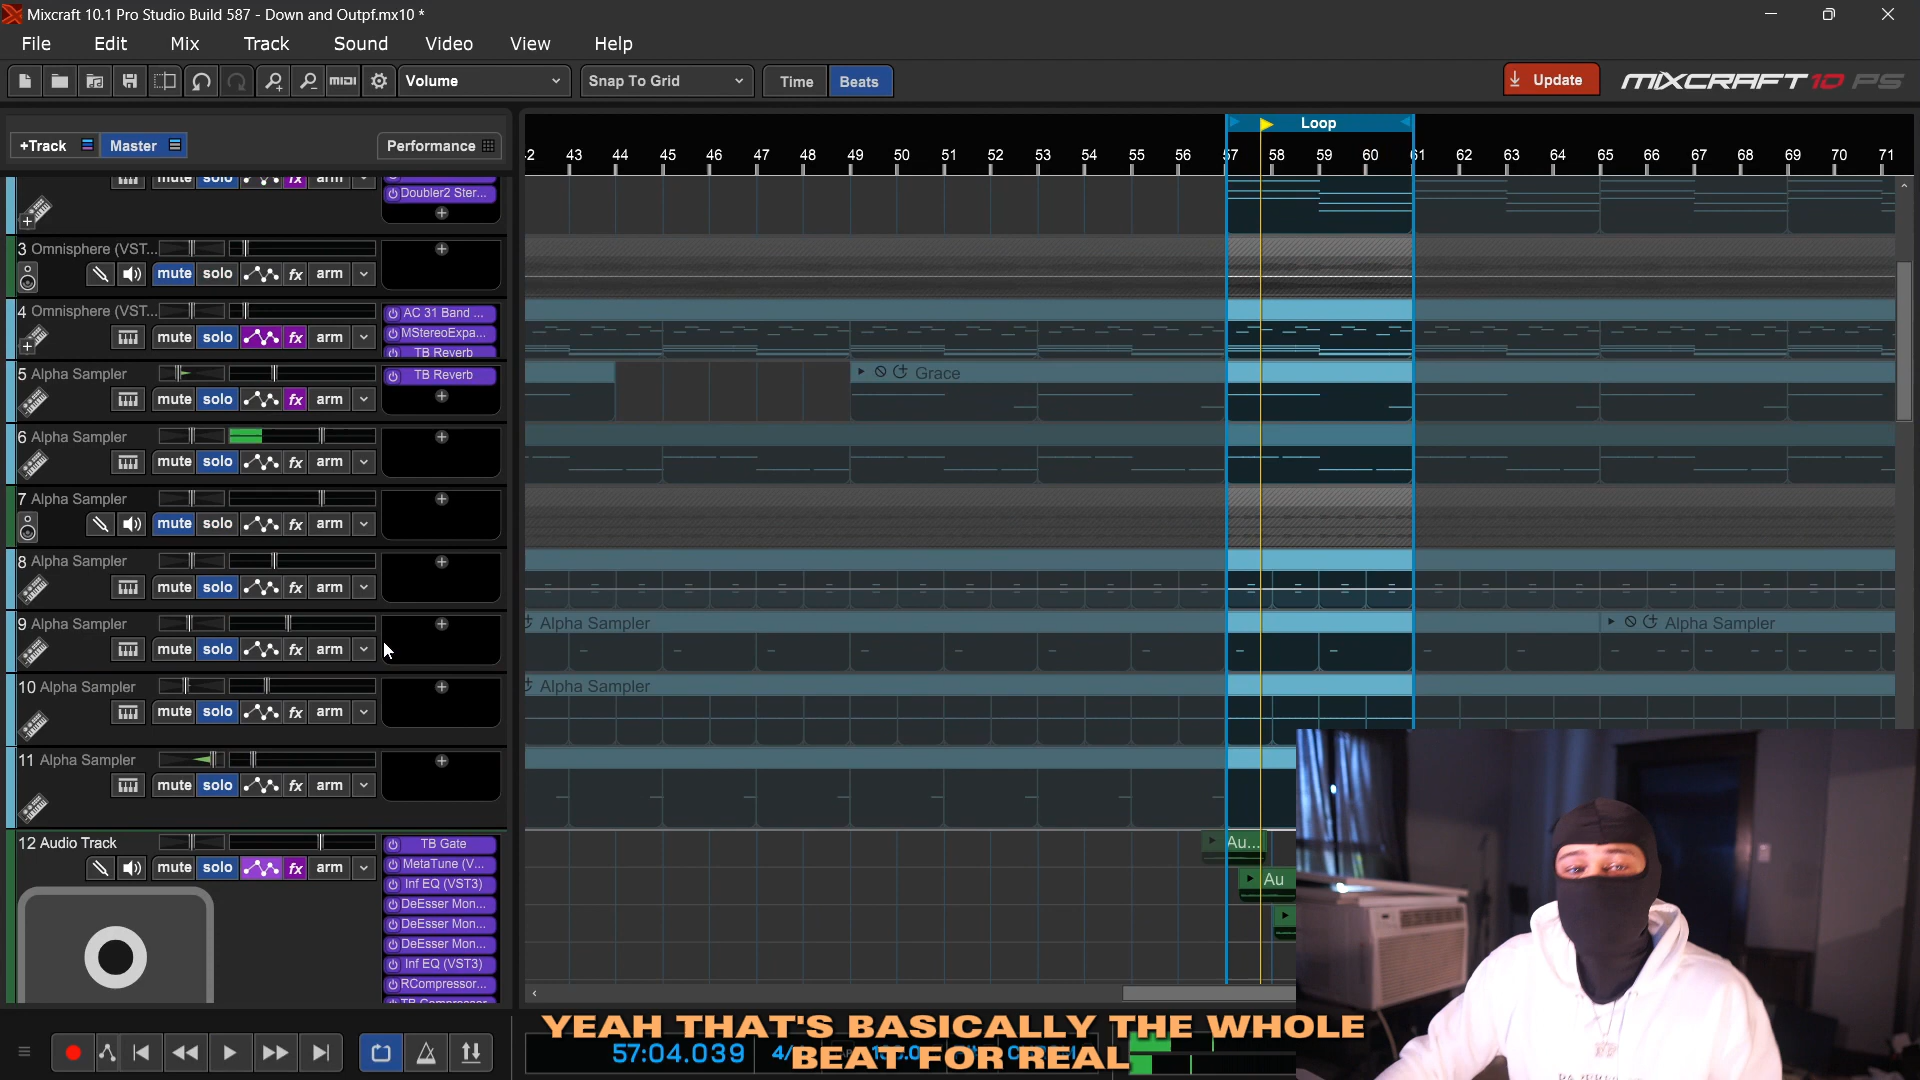 Mixcraft 10.1 Pro Studio Build 587 - Down and Outpf.mx10 *
File Edit Mix Track Sound Video View Help
MIDI Volume Snap To Grid Time Beats Update MIXCRAFT 10 PS
+Track Master Performance
Loop
43 44 45 46 47 48 49 50 51 52 53 54 55 56 57 58 59 60 61 62 63 64 65 66 67 68 69 70 71
mute solo fx arm
Doubler2 Ster...
3 Omnisphere (VST...
mute solo fx arm
4 Omnisphere (VST...
mute solo fx arm
AC 31 Band ...
MStereoExpa...
TB Reverb
5 Alpha Sampler
mute solo fx arm
TB Reverb
Grace
6 Alpha Sampler
mute solo fx arm
7 Alpha Sampler
mute solo fx arm
8 Alpha Sampler
mute solo fx arm
9 Alpha Sampler
mute solo fx arm
Alpha Sampler
Alpha Sampler
10 Alpha Sampler
mute solo fx arm
Alpha Sampler
11 Alpha Sampler
mute solo fx arm
12 Audio Track
mute solo fx arm
TB Gate
MetaTune (V...
Inf EQ (VST3)
DeEsser Mon...
DeEsser Mon...
DeEsser Mon...
Inf EQ (VST3)
RCompressor...
TB Compressor
Au...
Au
YEAH THAT'S BASICALLY THE WHOLE
BEAT FOR REAL
57:04.039